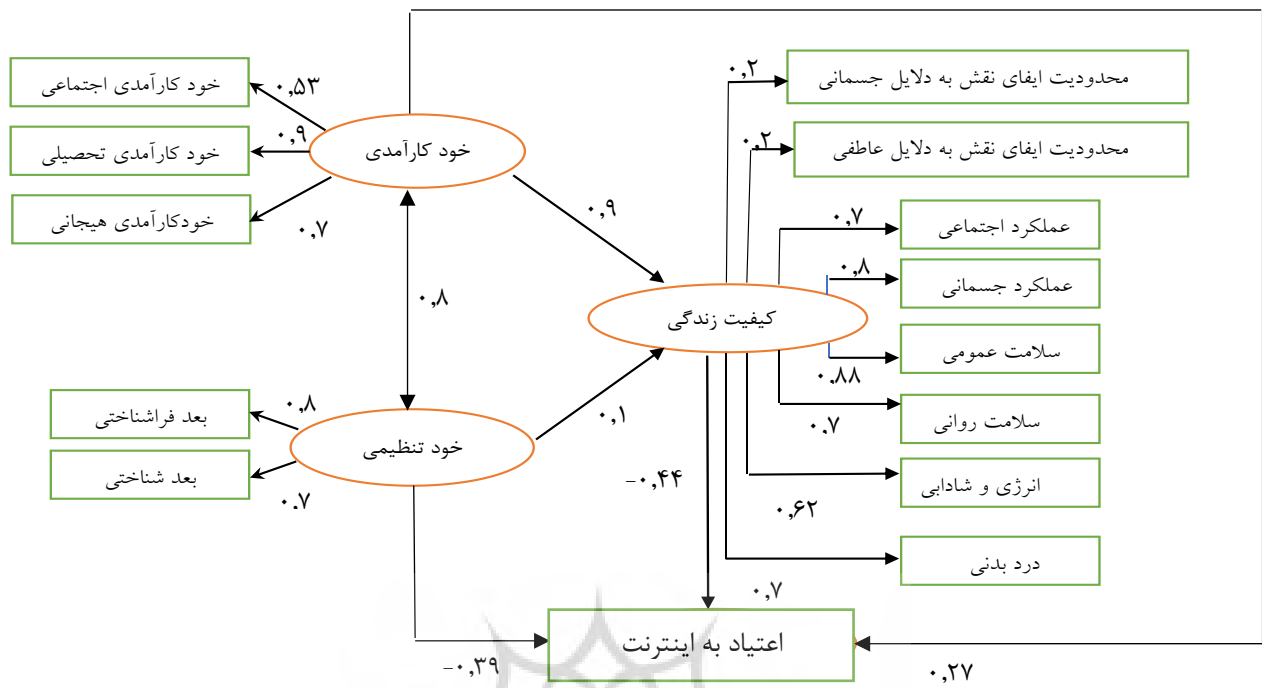 محدودیت ایفای نقش به دلایل جسمانی
۰,۲
خود کارآمدی اجتماعی
۰,۵۳
محدودیت ایفای نقش به دلایل عاطفی
۰,۲
خود کارآمدی
خود کارآمدی تحصیلی
۰,۹
خودکارآمدی هیجانی
۰,۷
۰,۹
عملکرد اجتماعی
۰,۷
عملکرد جسمانی
۰,۸
۰,۸
کیفیت زندگی
سلامت عمومی
۰,۸۸
بعد فراشناختی
۰,۸
۰,۱
سلامت روانی
۰,۷
خود تنظیمی
بعد شناختی
۰,۷
−۰,۴۴
انرژی و شادابی
۰,۶۲
درد بدنی
۰,۷
اعتیاد به اینترنت
−۰,۳۹
۰,۲۷